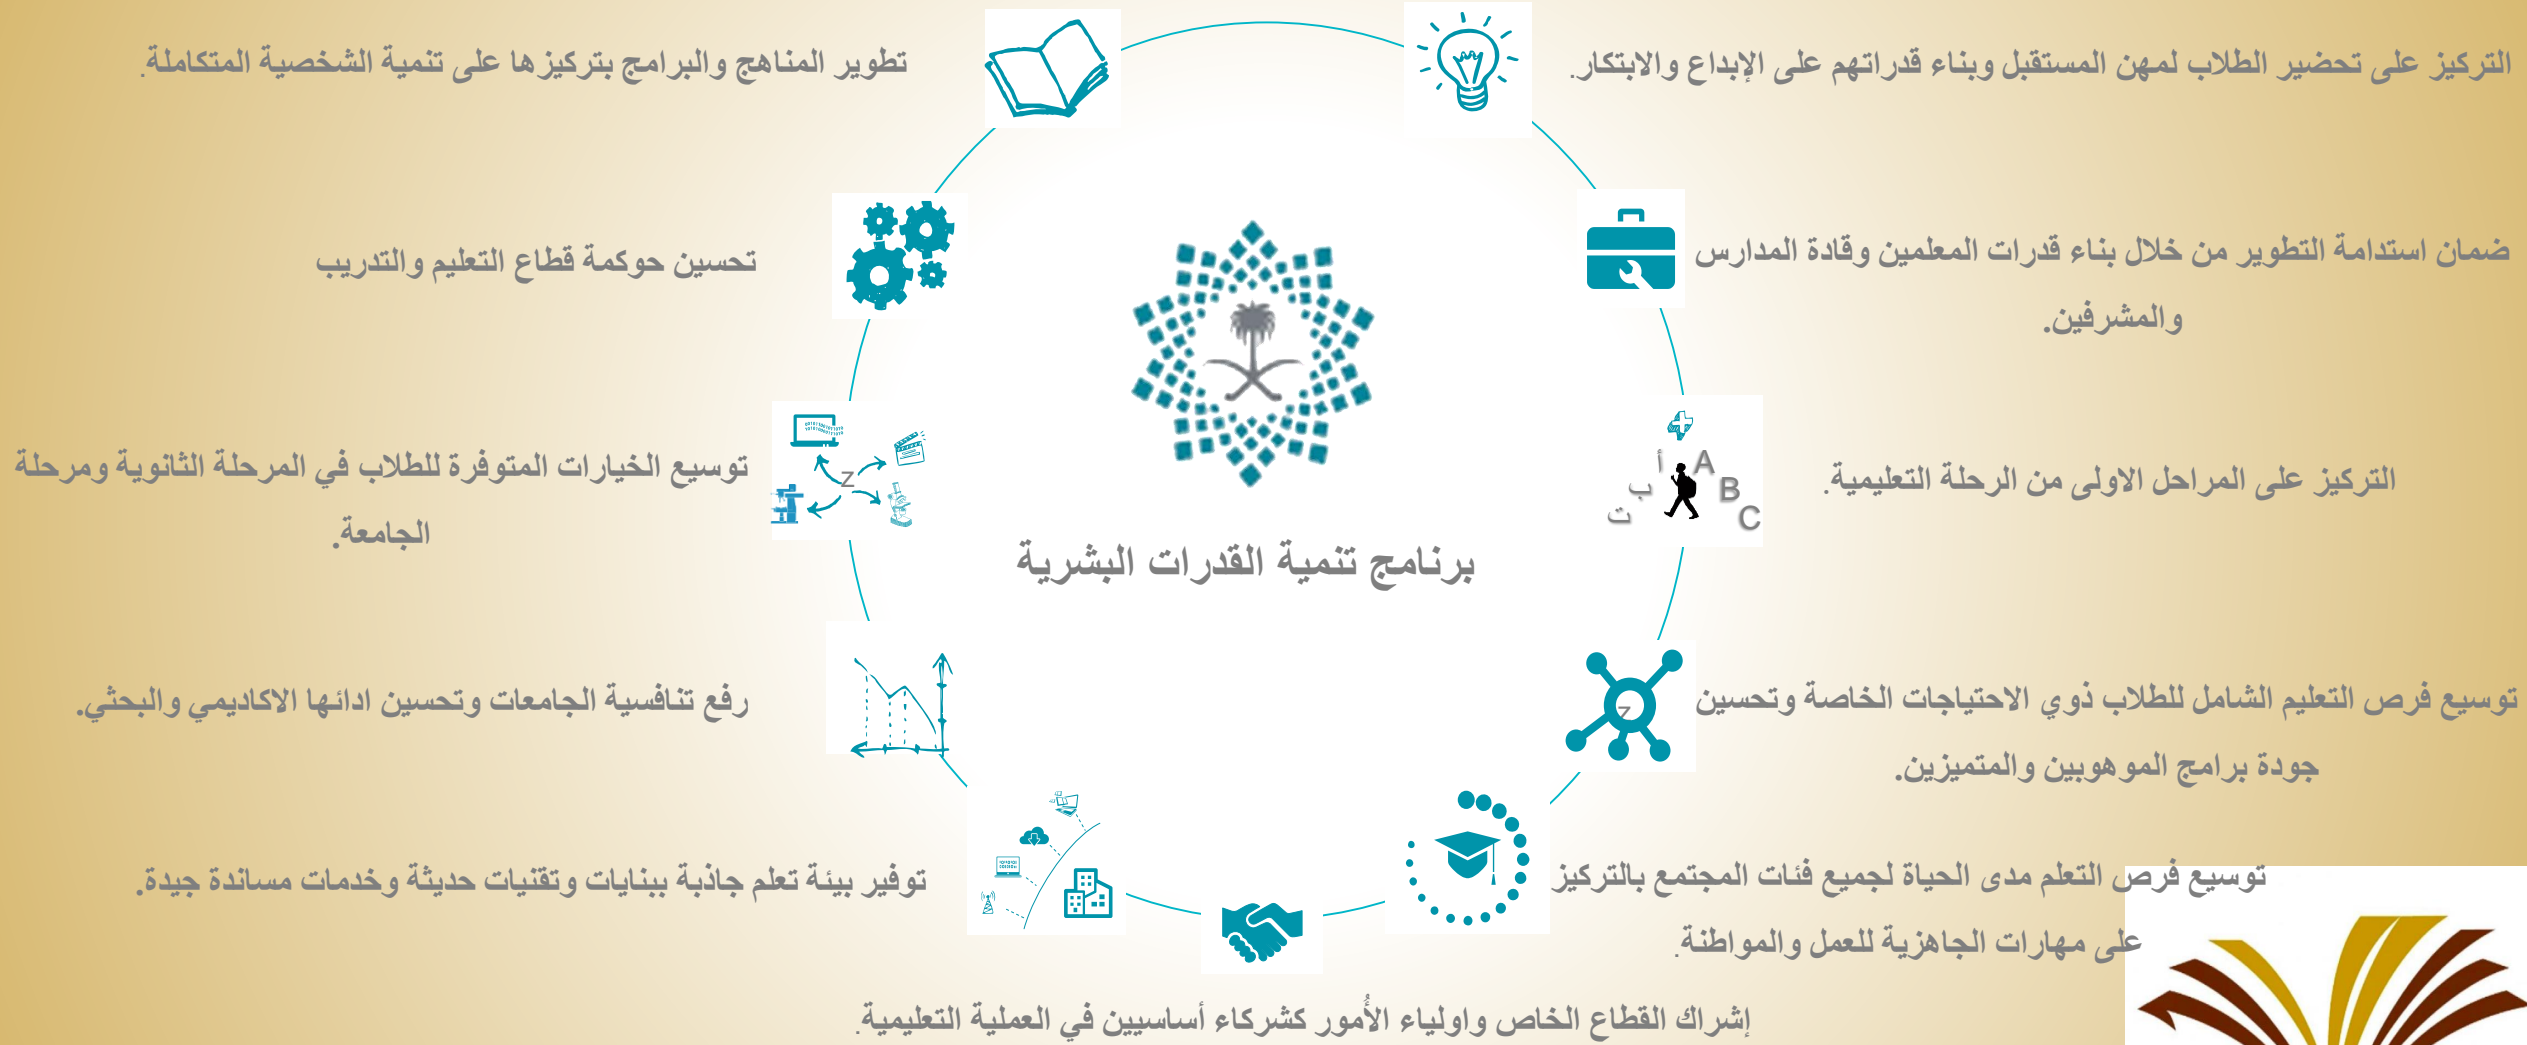 التركيز على تحضير الطلاب لمهن المستقبل وبناء قدراتهم على الإبداع والابتكار.
ضمان استدامة التطوير من خلال بناء قدرات المعلمين وقادة المدارس
والمشرفين.
أ A
ب B
ت C
التركيز على المراحل الاولى من الرحلة التعليمية.
توسيع فرص التعليم الشامل للطلاب ذوي الاحتياجات الخاصة وتحسين
جودة برامج الموهوبين والمتميزين.
z
توسيع فرص التعلم مدى الحياة لجميع فئات المجتمع بالتركيز
على مهارات الجاهزية للعمل والمواطنة.
برنامج تنمية القدرات البشرية
تطوير المناهج والبرامج بتركيزها على تنمية الشخصية المتكاملة.
تحسين حوكمة قطاع التعليم والتدريب
z
توسيع الخيارات المتوفرة للطلاب في المرحلة الثانوية ومرحلة
الجامعة.
رفع تنافسية الجامعات وتحسين ادائها الاكاديمي والبحثي.
توفير بيئة تعلم جاذبة ببنايات وتقنيات حديثة وخدمات مساندة جيدة.
إشراك القطاع الخاص واولياء الأُمور كشركاء أساسيين في العملية التعليمية.